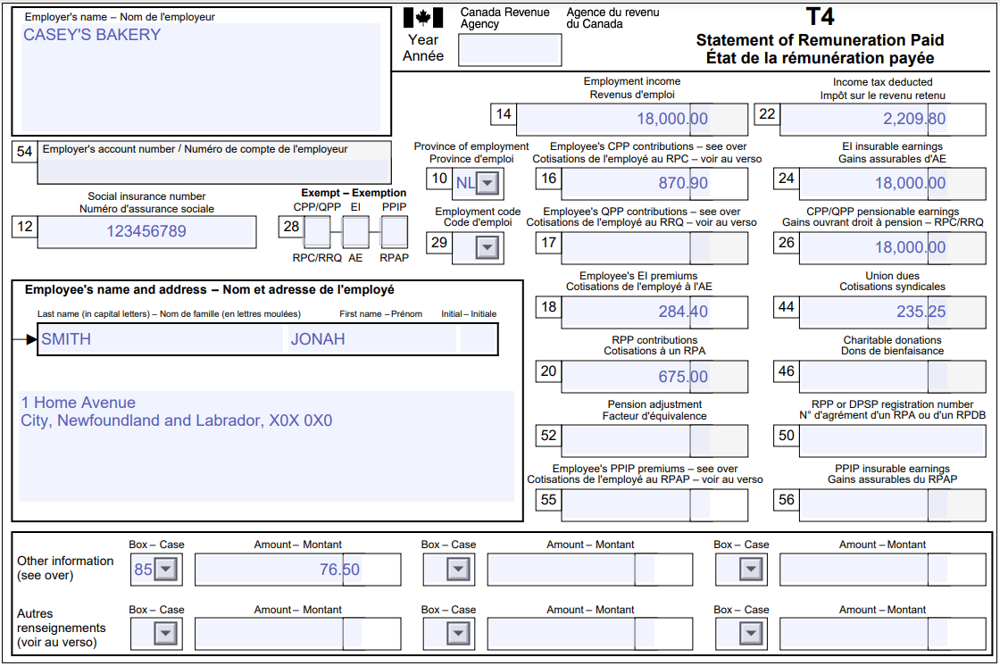 Employer's name – Nom de l'employeur
CASEY'S BAKERY
Year
Année
Canada Revenue
Agency
Agence du revenu
du Canada
T4
Statement of Remuneration Paid
État de la rémunération payée
Employment income
Revenus d'emploi
14 18,000.00
Income tax deducted
Impôt sur le revenu retenu
22 2,209.80
54 Employer's account number / Numéro de compte de l'employeur
Province of employment
Province d'emploi
10 NL
Employee's CPP contributions – see over
Cotisations de l'employé au RPC – voir au verso
16 870.90
EI insurable earnings
Gains assurables d'AE
24 18,000.00
Social insurance number
Numéro d'assurance sociale
12 123456789
Exempt – Exemption
CPP/QPP EI PPIP
28
RPC/RRQ AE RPAP
Employment code
Code d'emploi
29
Employee's QPP contributions – see over
Cotisations de l'employé au RRQ – voir au verso
17
CPP/QPP pensionable earnings
Gains ouvrant droit à pension – RPC/RRQ
26 18,000.00
Employee's name and address – Nom et adresse de l'employé
Last name (in capital letters) – Nom de famille (en lettres moulées) First name – Prénom Initial – Initiale
SMITH JONAH
1 Home Avenue
City, Newfoundland and Labrador, X0X 0X0
Employee's EI premiums
Cotisations de l'employé à l'AE
18 284.40
Union dues
Cotisations syndicales
44 235.25
RPP contributions
Cotisations à un RPA
20 675.00
Charitable donations
Dons de bienfaisance
46
Pension adjustment
Facteur d'équivalence
52
RPP or DPSP registration number
N° d'agrément d'un RPA ou d'un RPDB
50
Employee's PPIP premiums – see over
Cotisations de l'employé au RPAP – voir au verso
55
PPIP insurable earnings
Gains assurables du RPAP
56
Other information
(see over)
Box – Case Amount – Montant Box – Case Amount – Montant Box – Case Amount – Montant
85 76.50
Autres
renseignements
(voir au verso)
Box – Case Amount – Montant Box – Case Amount – Montant Box – Case Amount – Montant